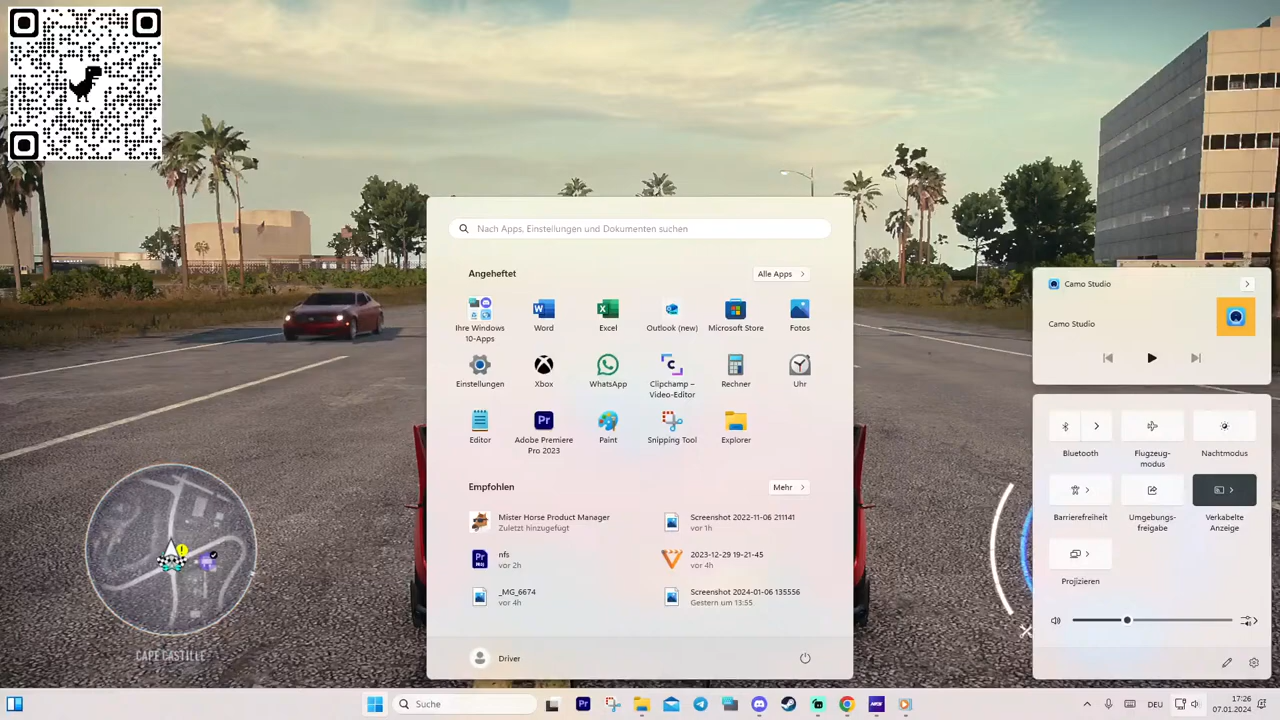 Nach Apps, Einstellungen und Dokumenten suchen
Angeheftet
Alle Apps
Ihre Windows
10-Apps
Word
Excel
Outlook (new)
Microsoft Store
Fotos
Einstellungen
Xbox
WhatsApp
Clipchamp –
Video-Editor
Rechner
Uhr
Editor
Adobe Premiere
Pro 2023
Paint
Snipping Tool
Explorer
Empfohlen
Mehr
Mister Horse Product Manager
Zuletzt hinzugefügt
Screenshot 2022-11-06 211141
vor 1h
nfs
vor 2h
2023-12-29 19-21-45
vor 4h
_MG_6674
vor 4h
Screenshot 2024-01-06 135556
Gestern um 13:55
Driver
Camo Studio
Camo Studio
Bluetooth
Flugzeug-
modus
Nachtmodus
Barrierefreiheit
Umgebungs-
freigabe
Verkabelte
Anzeige
Projizieren
CAPE CASTILLE
Suche
DEU
17:26
07.01.2024